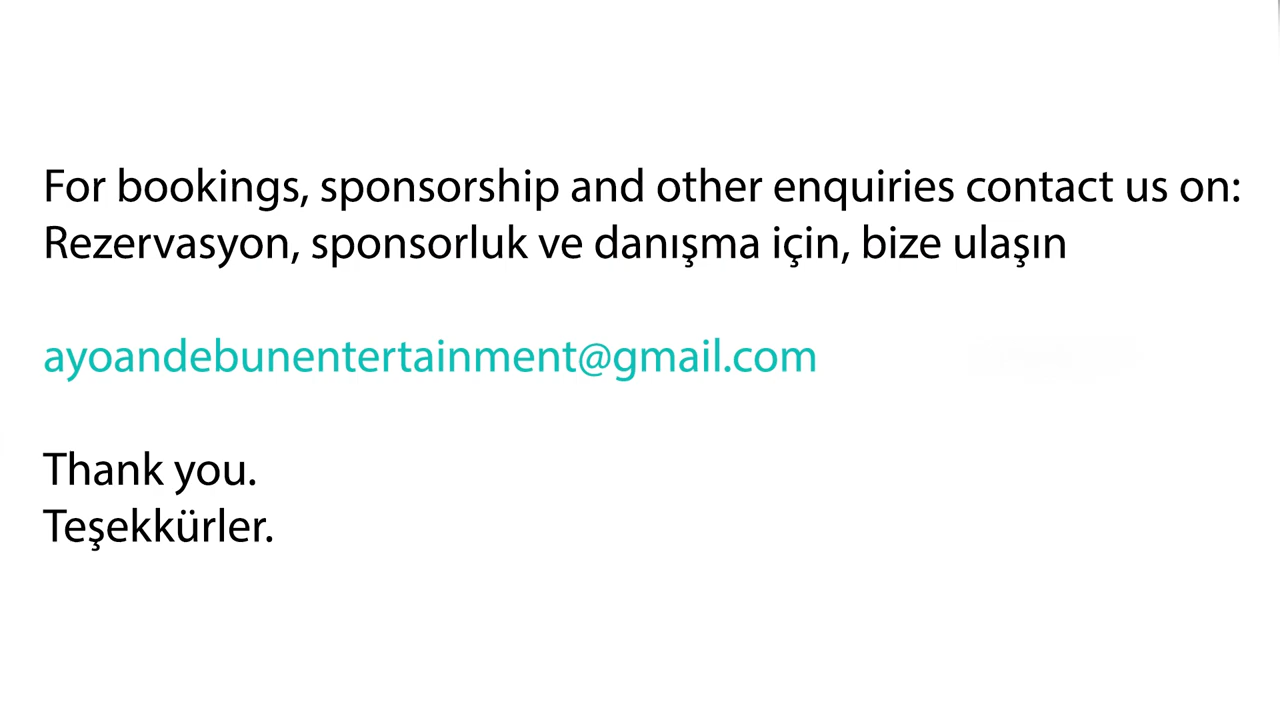 For bookings, sponsorship and other enquiries contact us on:
Rezervasyon, sponsorluk ve danışma için, bize ulaşın
ayoandebunentertainment@gmail.com
Thank you.
Teşekkürler.